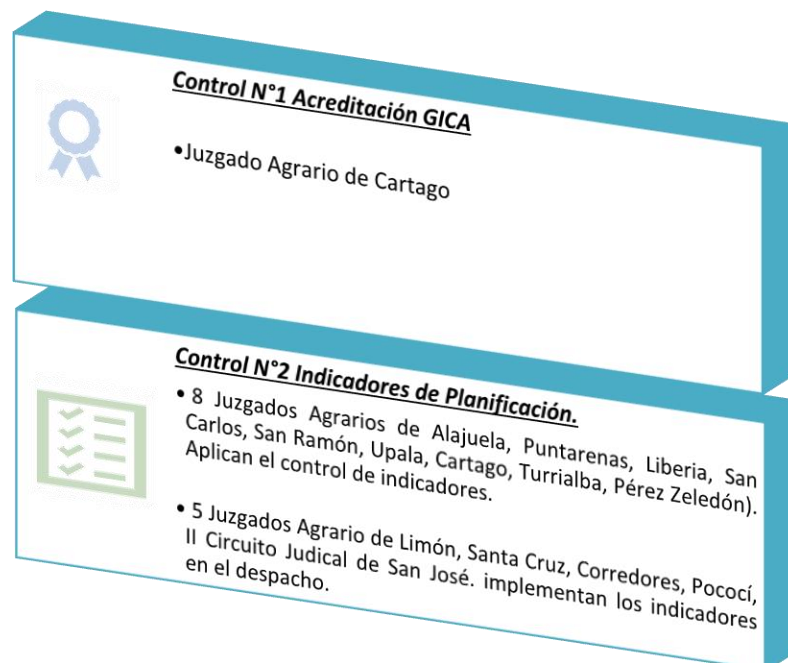 Control N°1 Acreditación GICA
•Juzgado Agrario de Cartago
Control N°2 Indicadores de Planificación.
• 8 Juzgados Agrarios de Alajuela, Puntarenas, Liberia, San
Carlos, San Ramón, Upala, Cartago, Turrialba, Pérez Zeledón).
Aplican el control de indicadores.
• 5 Juzgados Agrario de Limón, Santa Cruz, Corredores, Pococí,
II Circuito Judical de San José. implementan los indicadores
en el despacho.